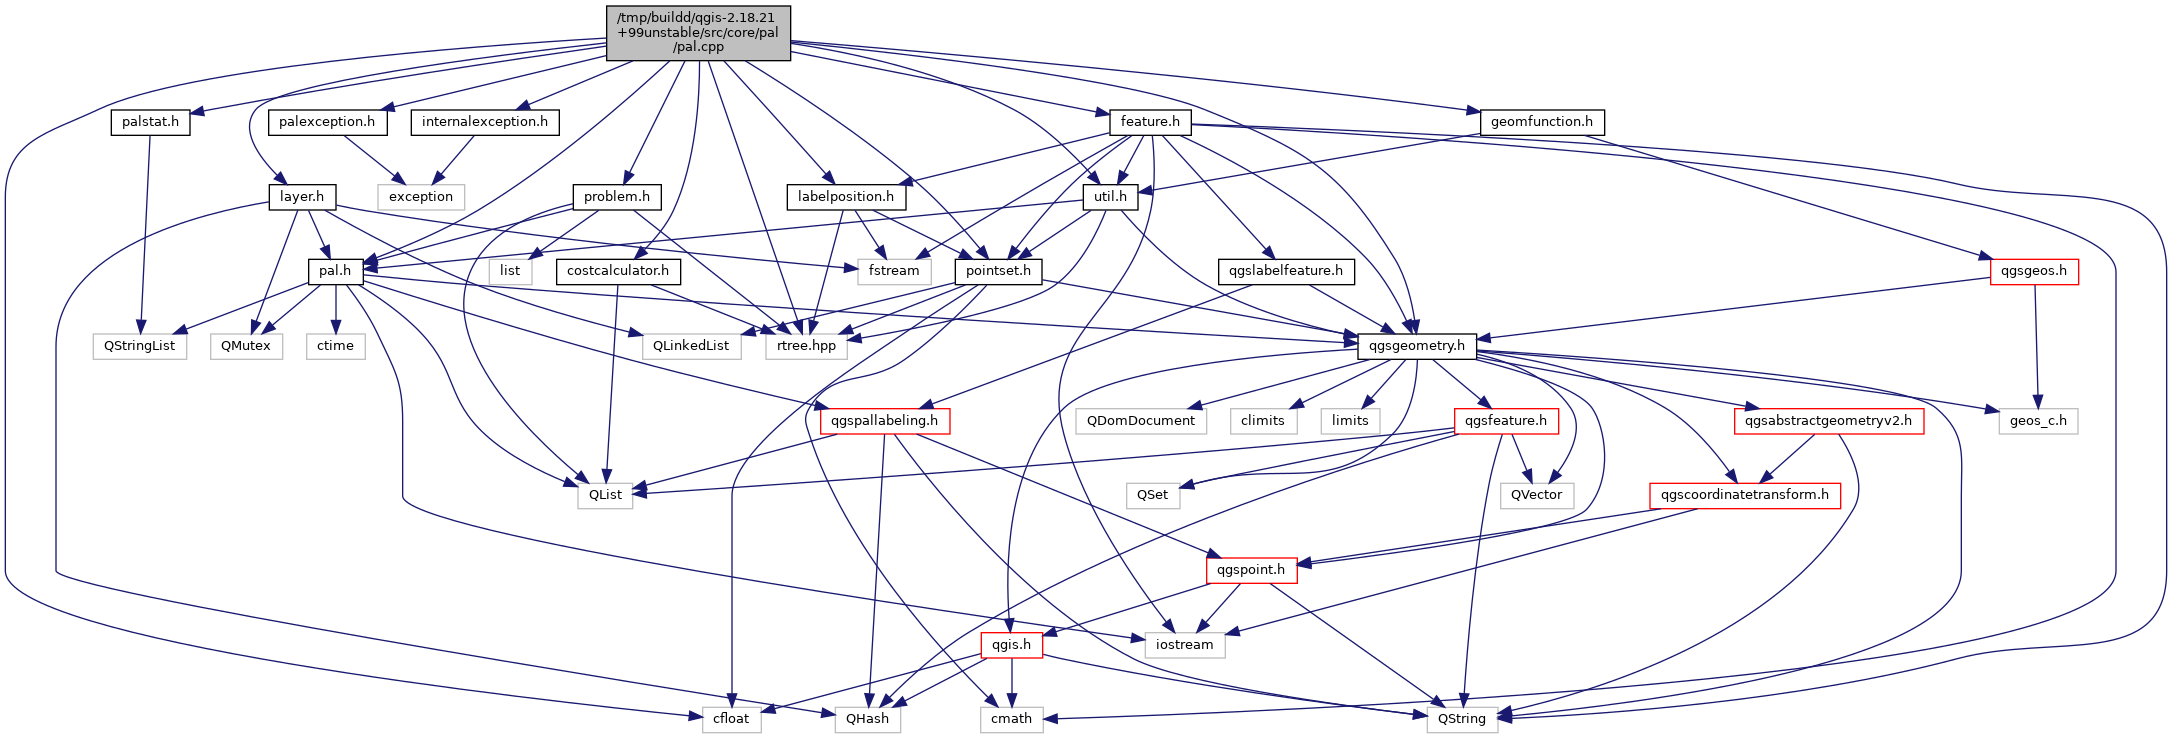 /tmp/buildd/qgis-2.18.21
+99unstable/src/core/pal
/pal.cpp
palstat.h
palexception.h
internalexception.h
feature.h
geomfunction.h
layer.h
exception
problem.h
labelposition.h
util.h
pal.h
list
costcalculator.h
fstream
pointset.h
qgslabelfeature.h
qgsgeos.h
QStringList
QMutex
ctime
QLinkedList
rtree.hpp
qgsgeometry.h
qgspallabeling.h
QDomDocument
climits
limits
qgsfeature.h
qgsabstractgeometryv2.h
geos_c.h
QList
QSet
QVector
qgscoordinatetransform.h
qgspoint.h
qgis.h
iostream
cfloat
QHash
cmath
QString